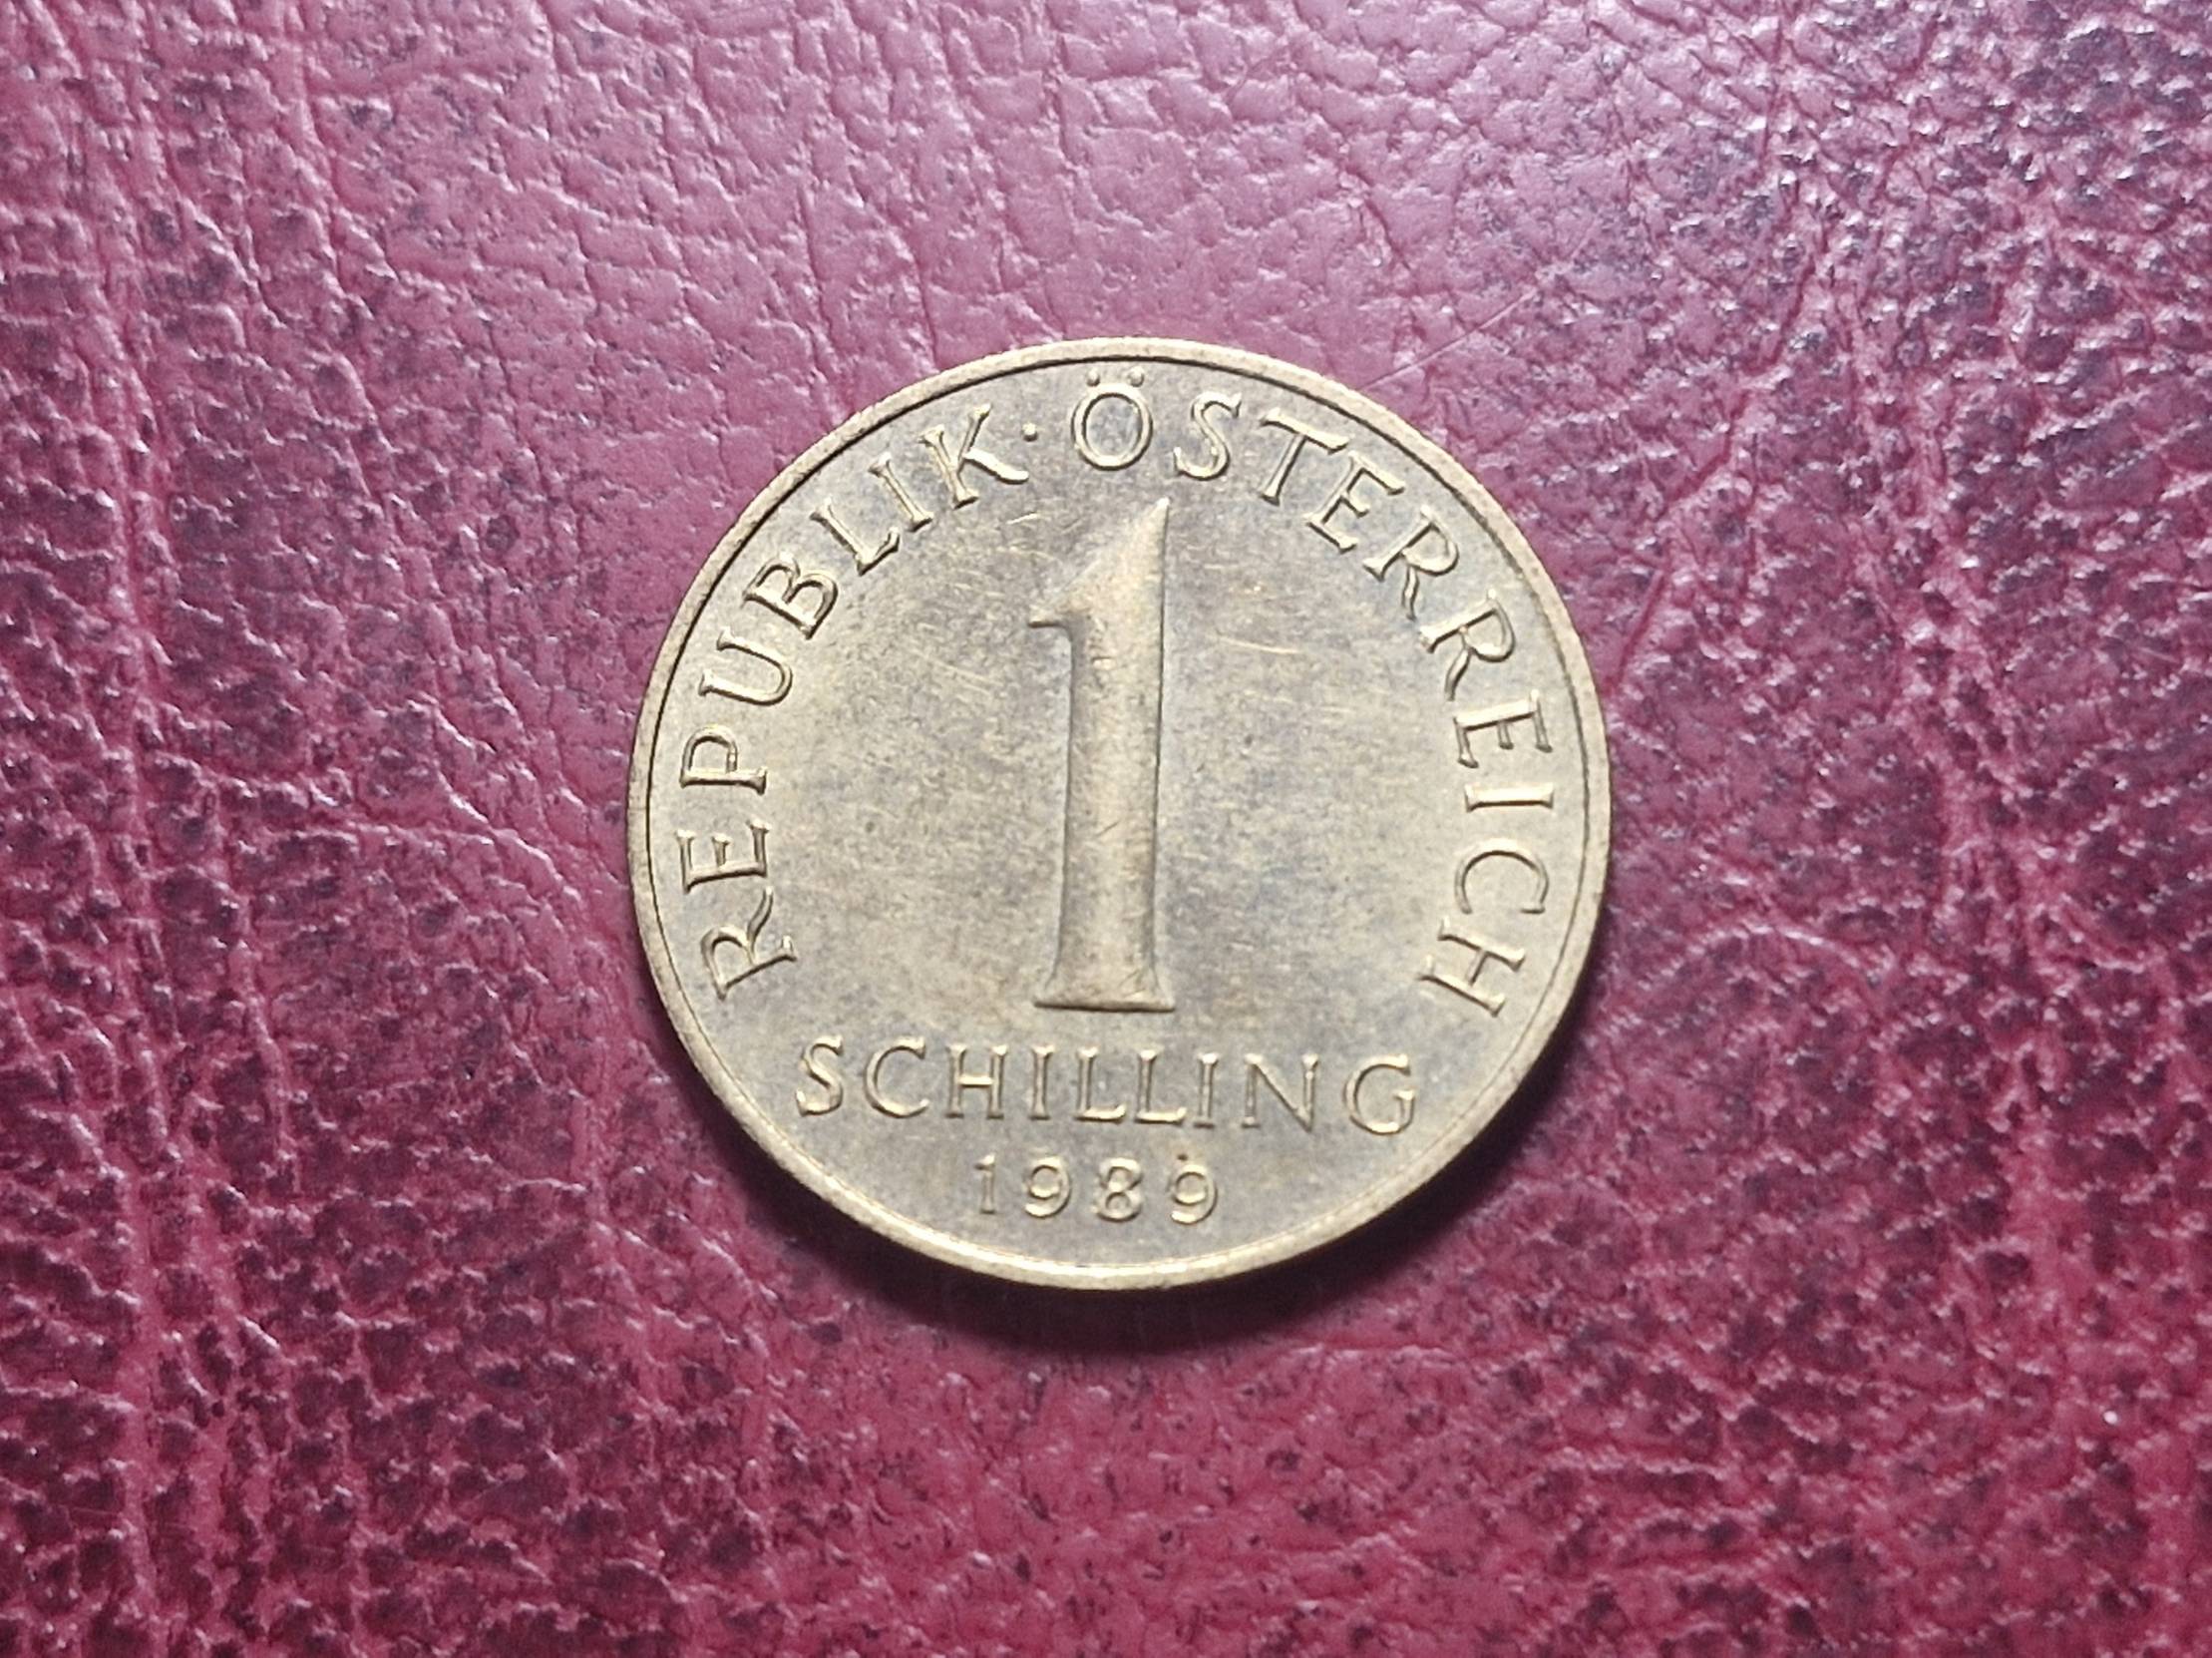 REPUBLIK · ÖSTERREICH
1
SCHILLING
1989